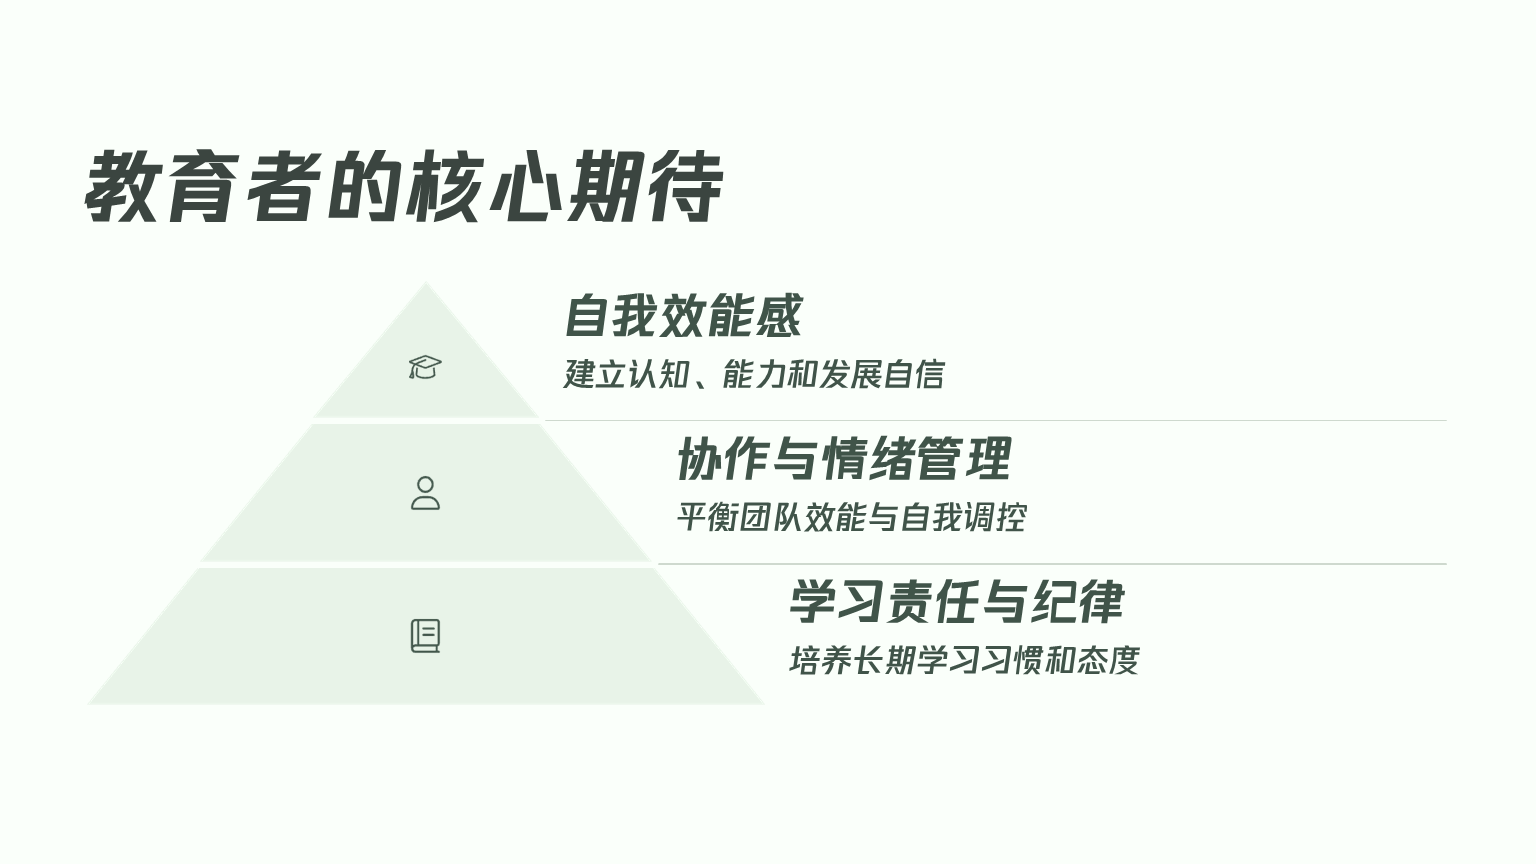 教育者的核心期待
自我效能感
建立认知、能力和发展自信
协作与情绪管理
平衡团队效能与自我调控
学习责任与纪律
培养长期学习习惯和态度